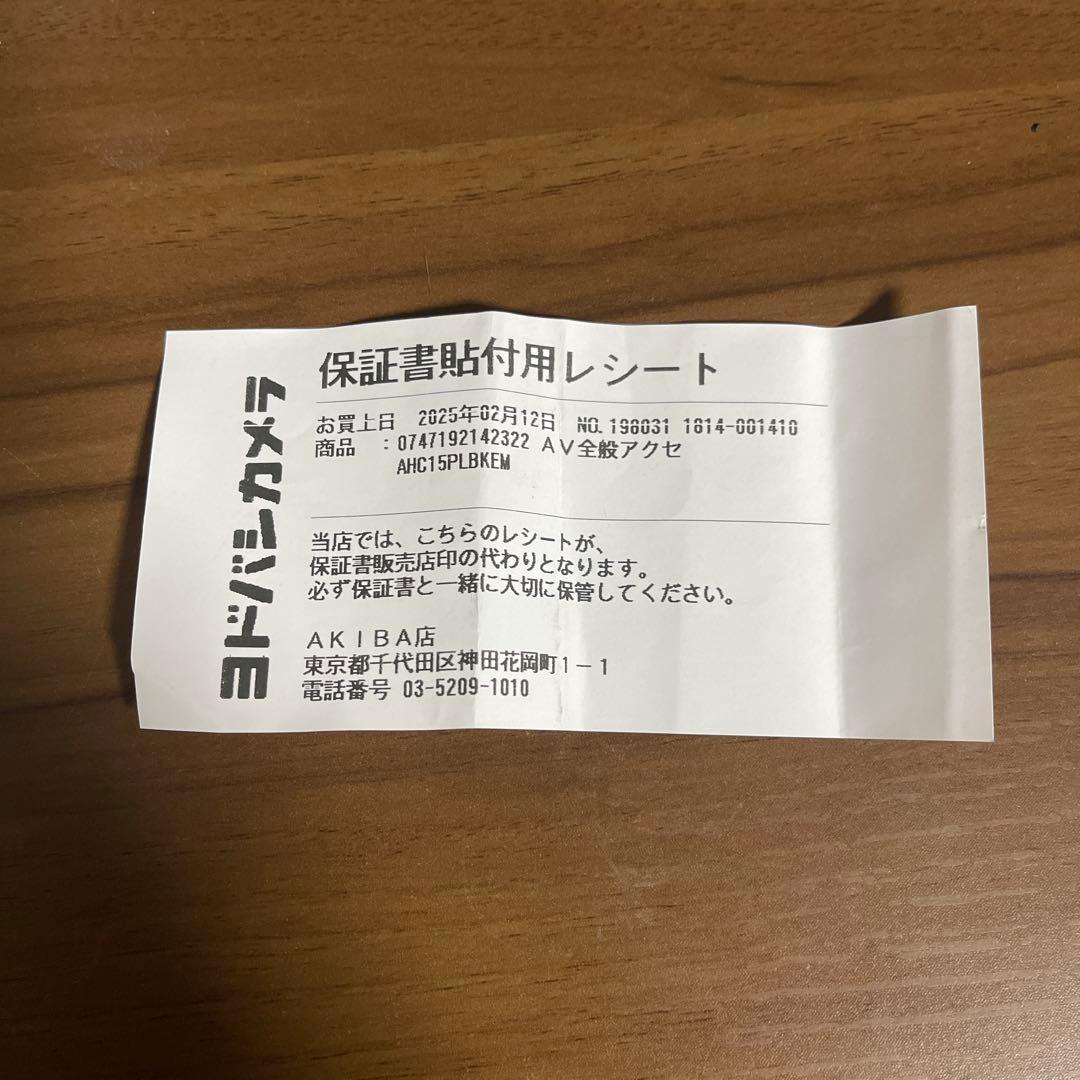 ヨドバシカメラ
保証書貼付用レシート
お買上日 2025年02月12日 NO.196031 1814-001410
商品 :0747192142322 AV全般アクセ
AHC15PLBKEM
当店では、こちらのレシートが、
保証書販売店印の代わりとなります。
必ず保証書と一緒に大切に保管してください。
AKIBA店
東京都千代田区神田花岡町1-1
電話番号 03-5209-1010